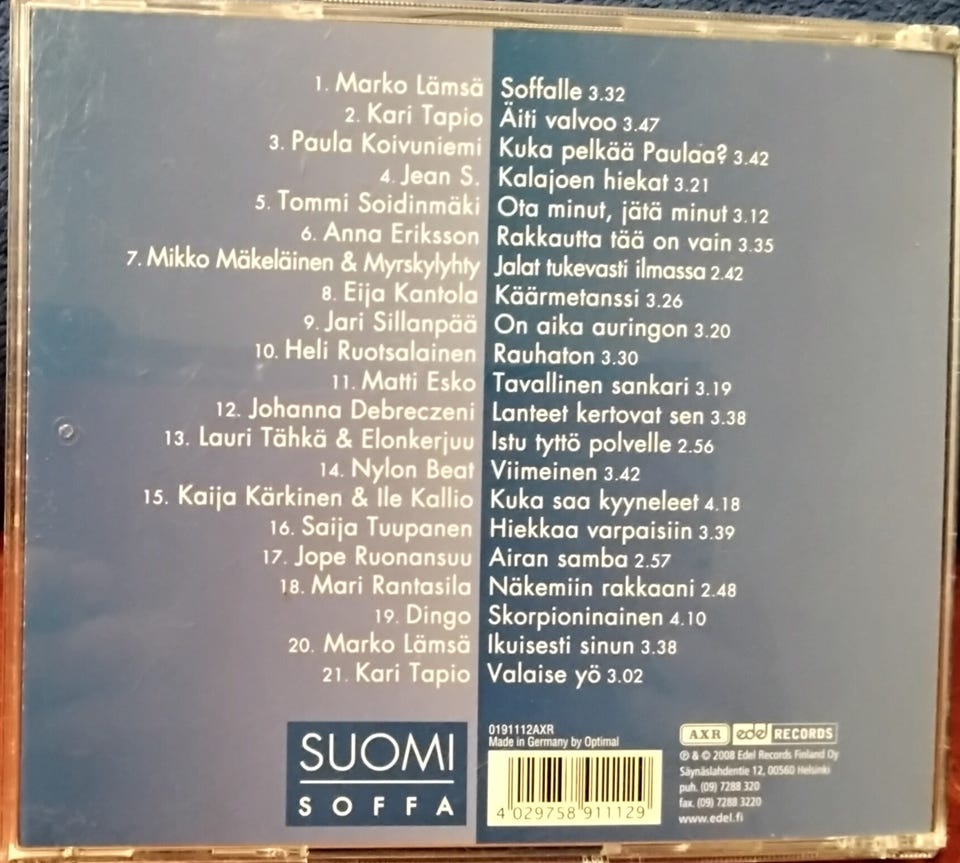 1. Marko Lämsä Soffalle 3.32
2. Kari Tapio Äiti valvoo 3.47
3. Paula Koivuniemi Kuka pelkää Paulaa? 3.42
4. Jean S. Kalajoen hiekat 3.21
5. Tommi Soidinmäki Ota minut, jätä minut 3.12
6. Anna Eriksson Rakkautta tää on vain 3.35
7. Mikko Mäkeläinen & Myrskylyhty Jalat tukevasti ilmassa 2.42
8. Eija Kantola Käärmetanssi 3.26
9. Jari Sillanpää On aika auringon 3.20
10. Heli Ruotsalainen Rauhaton 3.30
11. Matti Esko Tavallinen sankari 3.19
12. Johanna Debreczeni Lanteet kertovat sen 3.38
13. Lauri Tähkä & Elonkerjuu Istu tyttö polvelle 2.56
14. Nylon Beat Viimeinen 3.42
15. Kaija Kärkinen & Ile Kallio Kuka saa kyyneleet 4.18
16. Saija Tuupanen Hiekkaa varpaisiin 3.39
17. Jope Ruonansuu Airan samba 2.57
18. Mari Rantasila Näkemiin rakkaani 2.48
19. Dingo Skorpioninainen 4.10
20. Marko Lämsä Ikuisesti sinun 3.38
21. Kari Tapio Valaise yö 3.02
SUOMI
SOFFA
0191112AXR
Made in Germany by Optimal
4 029758 911129
AXR edel RECORDS
℗ & © 2008 Edel Records Finland Oy
Säynäslahdentie 12, 00560 Helsinki
puh. (09) 7288 320
fax. (09) 7288 3220
www.edel.fi